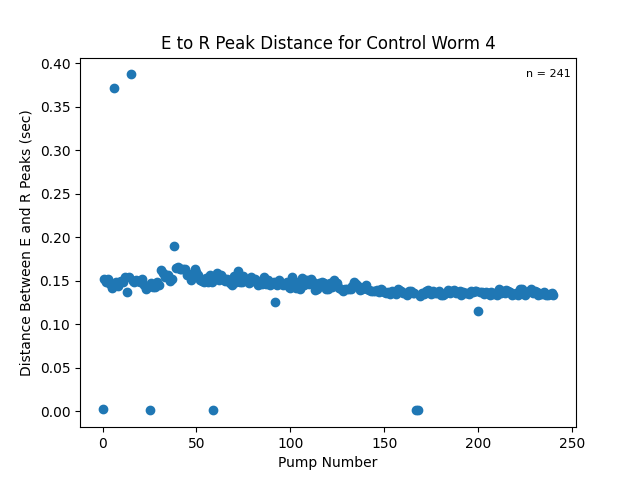 E to R Peak Distance for Control Worm 4
n = 241
0.40
0.35
0.30
0.25
0.20
0.15
0.10
0.05
0.00
Distance Between E and R Peaks (sec)
0 50 100 150 200 250
Pump Number